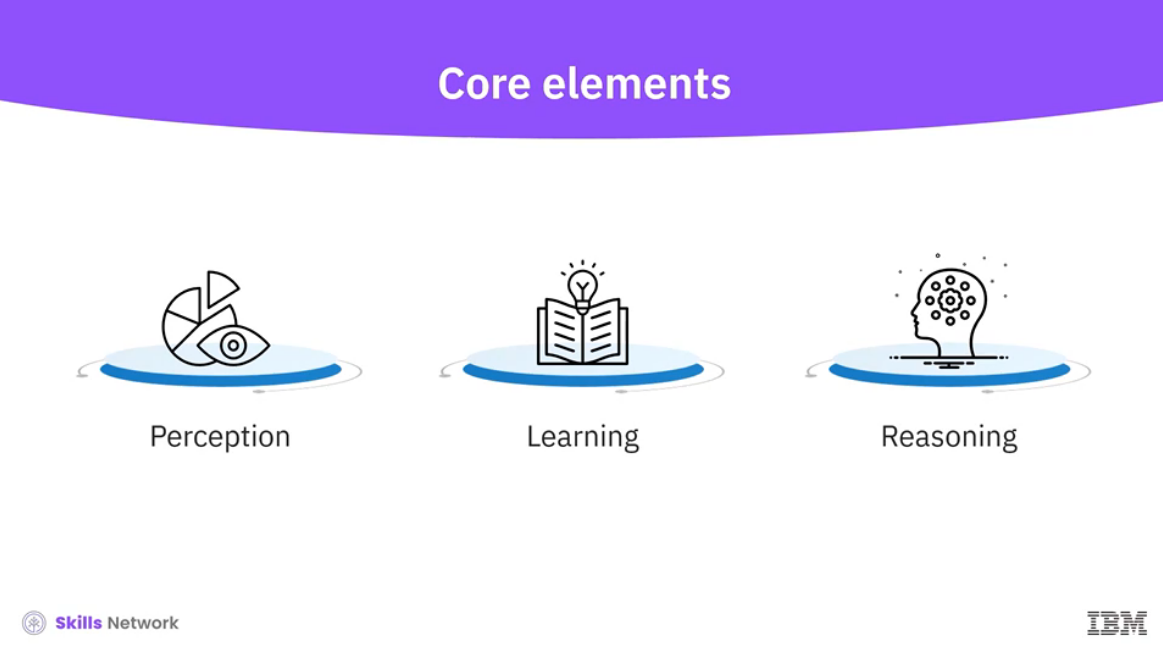 Core elements
Perception
Learning
Reasoning
Skills Network
IBM